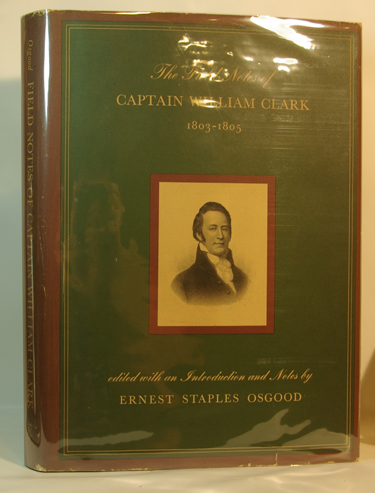 The Field Notes of
CAPTAIN WILLIAM CLARK
1803-1805
edited with an Introduction and Notes by
ERNEST STAPLES OSGOOD
Osgood FIELD NOTES OF CAPTAIN WILLIAM CLARK